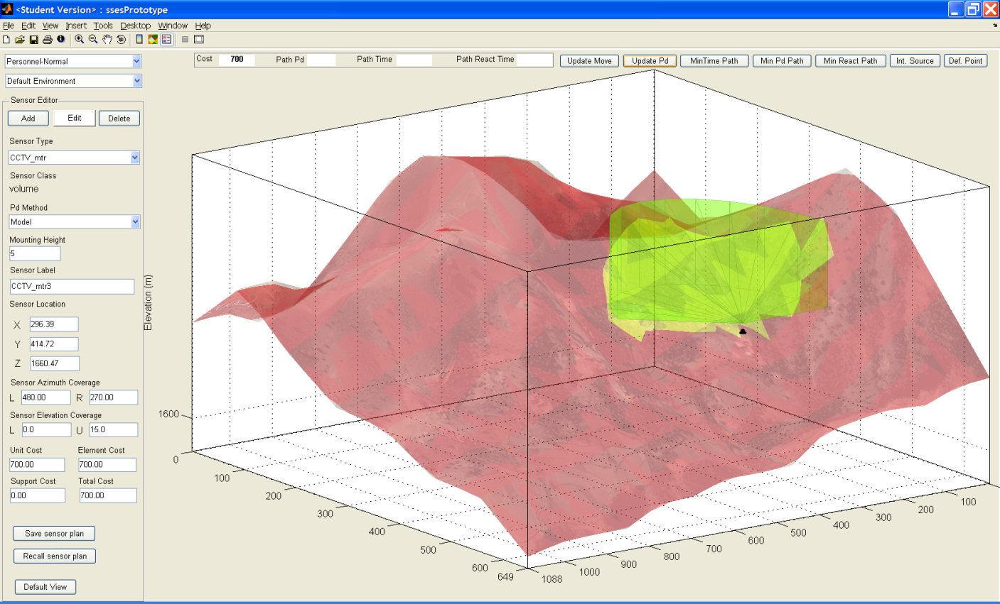 <Student Version> : ssesPrototype
File Edit View Insert Tools Desktop Window Help
Personnel-Normal
Default Environment
Cost 700 Path Pd Path Time Path React Time
Update Move Update Pd MinTime Path Min Pd Path Min React Path Int. Source Def. Point
Sensor Editor
Add Edit Delete
Sensor Type
CCTV_mtr
Sensor Class
volume
Pd Method
Model
Mounting Height
5
Sensor Label
CCTV_mtr3
Sensor Location
X 296.39
Y 414.72
Z 1660.47
Sensor Azimuth Coverage
L 480.00 R 270.00
Sensor Elevation Coverage
L 0.0 U 15.0
Unit Cost Element Cost
700.00 700.00
Support Cost Total Cost
0.00 700.00
Save sensor plan
Recall sensor plan
Default View
Elevation (m)
1600
0
100
200
300
400
500
600
649
1088
1000
900
800
700
600
500
400
300
200
100